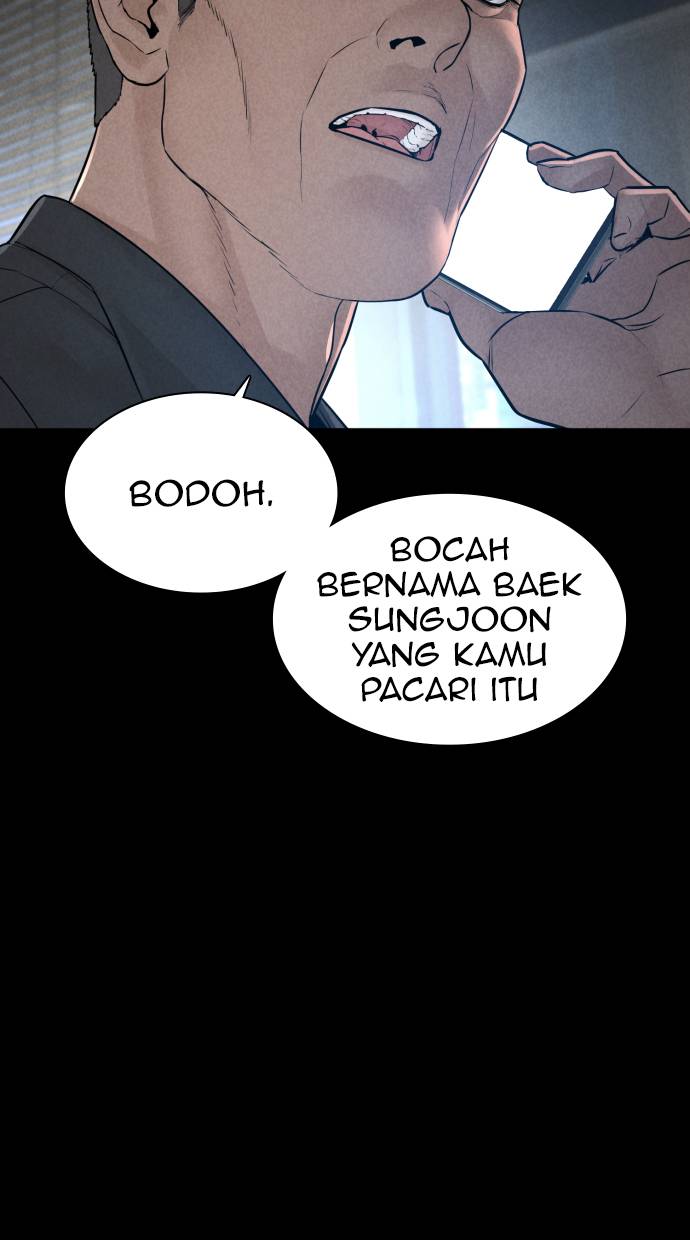 BODOH.
BOCAH
BERNAMA BAEK
SUNGJOON
YANG KAMU
PACARI ITU